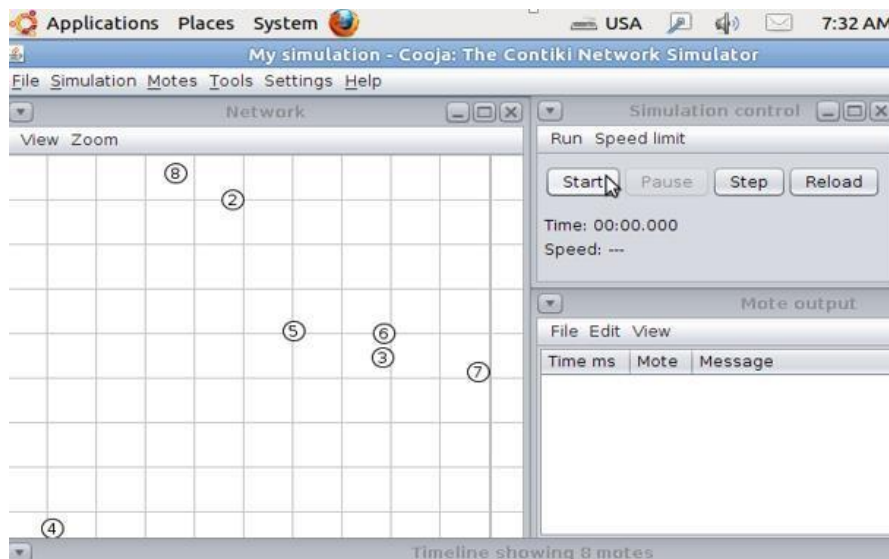 Applications Places System USA 7:32 AM
My simulation - Cooja: The Contiki Network Simulator
File Simulation Motes Tools Settings Help
Network
View Zoom
8
2
5
6
3
7
4
Simulation control
Run Speed limit
Start Pause Step Reload
Time: 00:00.000
Speed: ---
Mote output
File Edit View
Time ms Mote Message
Timeline showing 8 motes